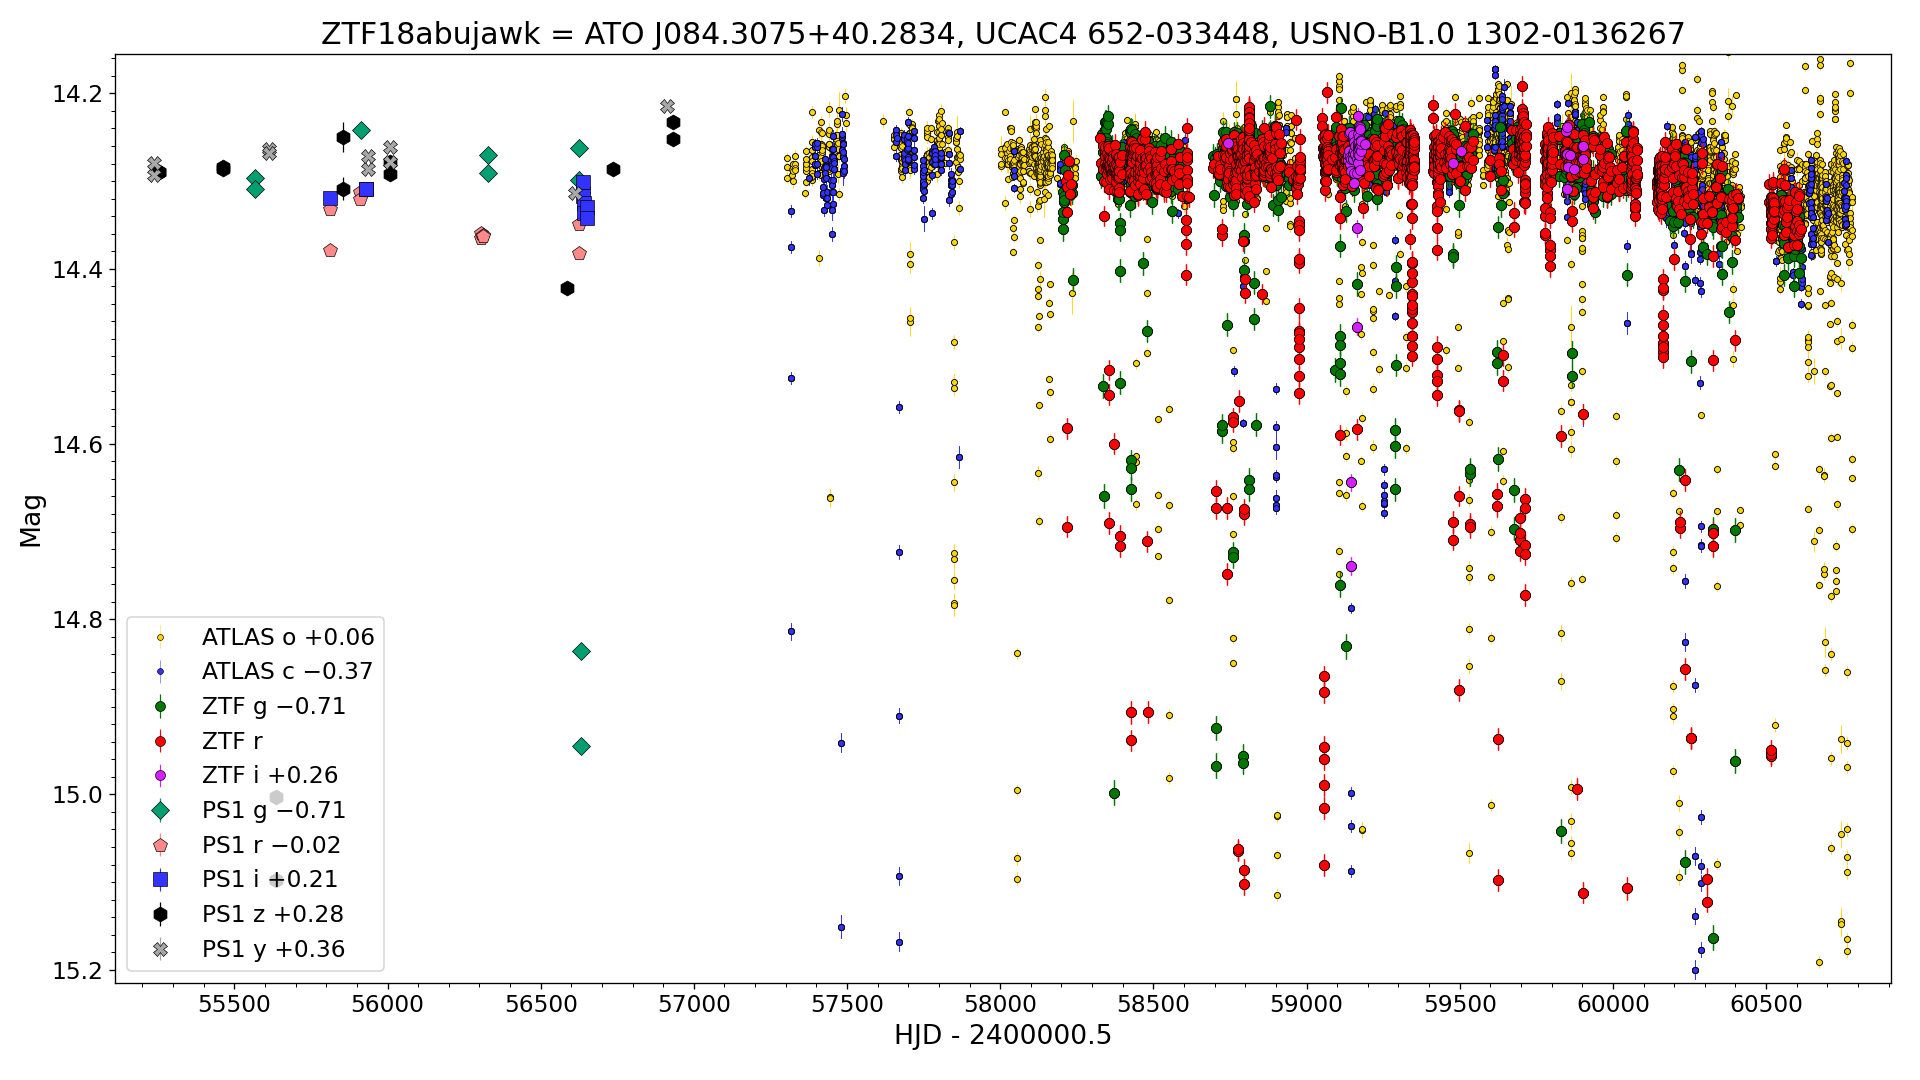 ZTF18abujawk = ATO J084.3075+40.2834, UCAC4 652-033448, USNO-B1.0 1302-0136267
14.2
14.4
14.6
14.8
15.0
15.2
Mag
ATLAS o +0.06
ATLAS c −0.37
ZTF g −0.71
ZTF r
ZTF i +0.26
PS1 g −0.71
PS1 r −0.02
PS1 i +0.21
PS1 z +0.28
PS1 y +0.36
55500 56000 56500 57000 57500 58000 58500 59000 59500 60000 60500
HJD - 2400000.5